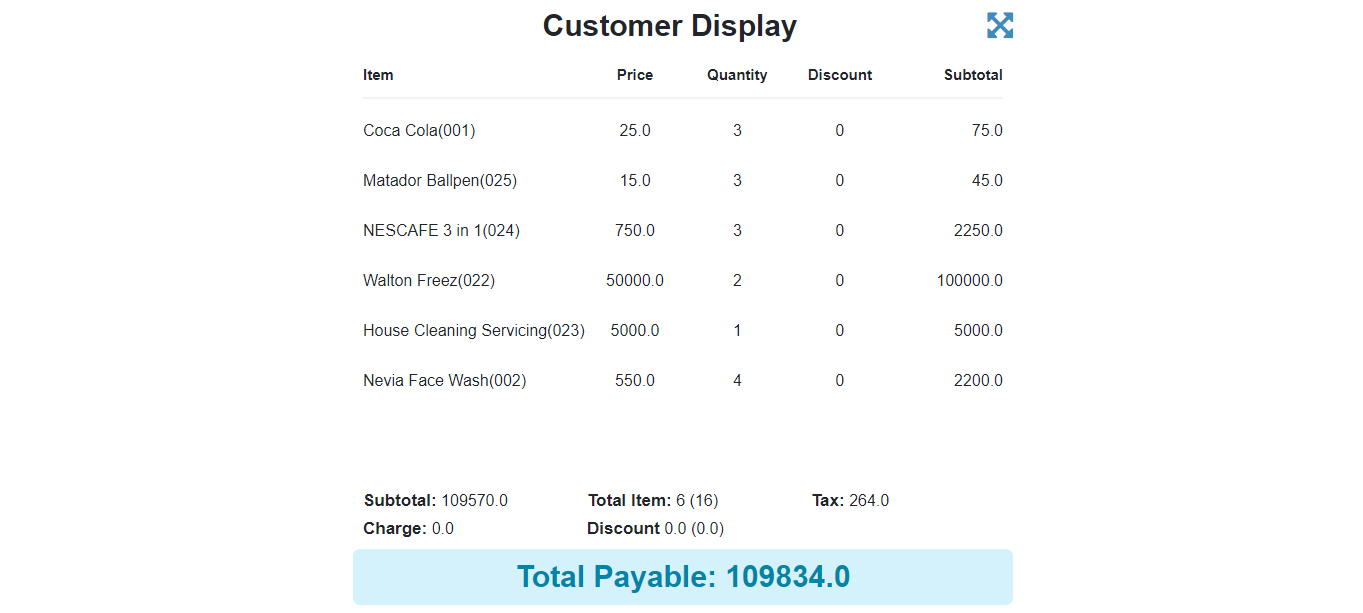 Customer Display
Item Price Quantity Discount Subtotal
Coca Cola(001) 25.0 3 0 75.0
Matador Ballpen(025) 15.0 3 0 45.0
NESCAFE 3 in 1(024) 750.0 3 0 2250.0
Walton Freez(022) 50000.0 2 0 100000.0
House Cleaning Servicing(023) 5000.0 1 0 5000.0
Nevia Face Wash(002) 550.0 4 0 2200.0
Subtotal: 109570.0 Total Item: 6 (16) Tax: 264.0
Charge: 0.0 Discount 0.0 (0.0)
Total Payable: 109834.0